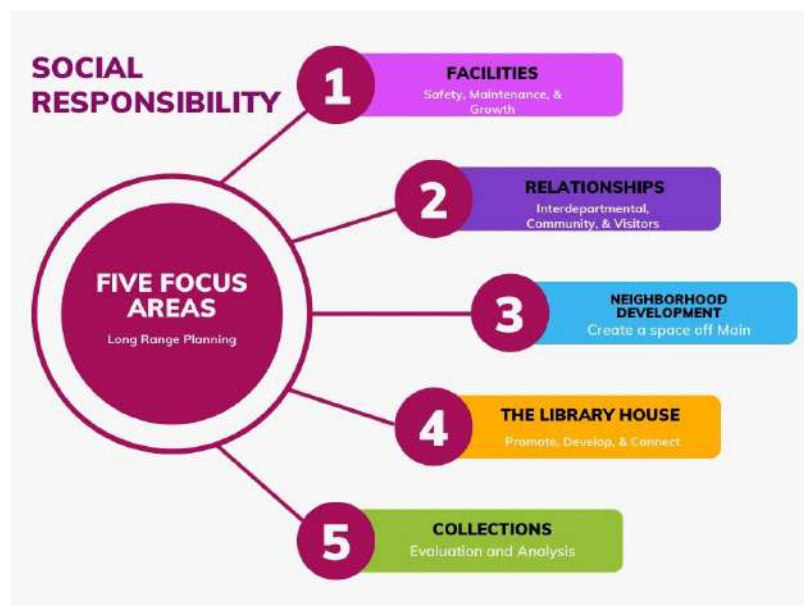 SOCIAL
RESPONSIBILITY
FIVE FOCUS
AREAS
Long Range Planning
1
FACILITIES
Safety, Maintenance, &
Growth
2
RELATIONSHIPS
Interdepartmental,
Community, & Visitors
3
NEIGHBORHOOD
DEVELOPMENT
Create a space off Main
4
THE LIBRARY HOUSE
Promote, Develop, & Connect
5
COLLECTIONS
Evaluation and Analysis